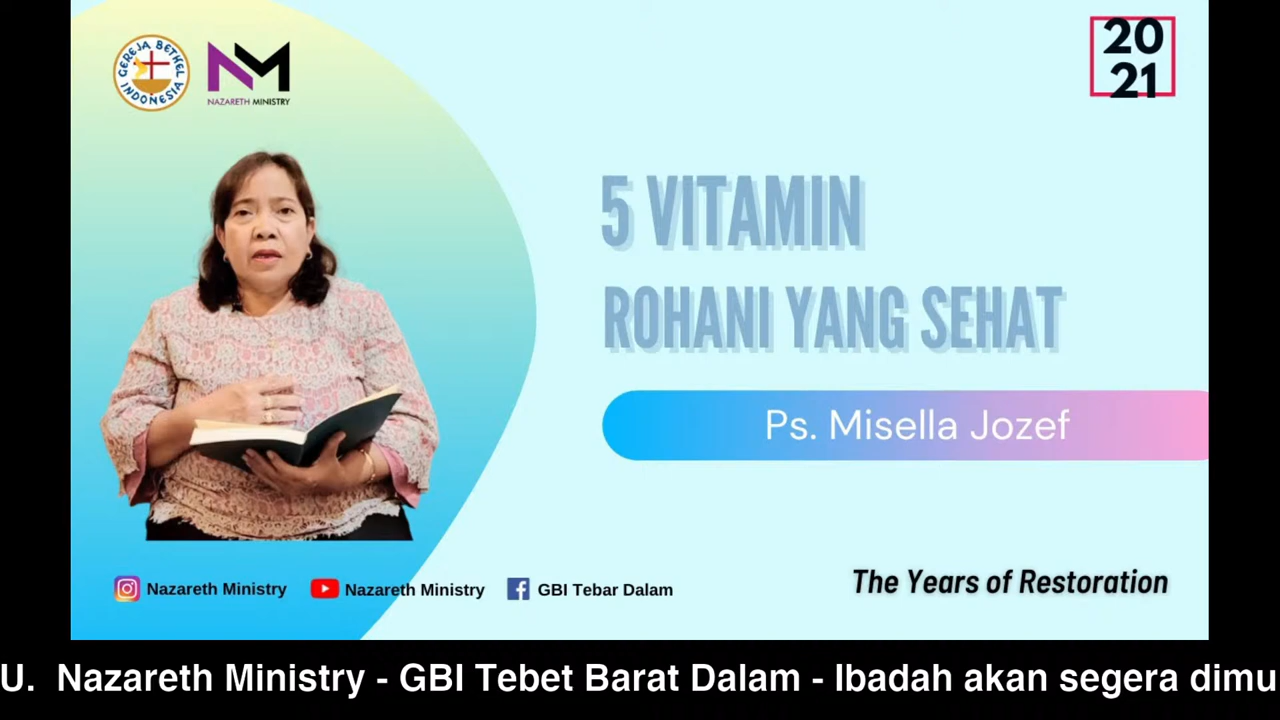 GEREJA BETHEL
INDONESIA
NM
NAZARETH MINISTRY
20
21
5 VITAMIN
ROHANI YANG SEHAT
Ps. Misella Jozef
Nazareth Ministry
Nazareth Ministry
GBI Tebar Dalam
The Years of Restoration
U. Nazareth Ministry - GBI Tebet Barat Dalam - Ibadah akan segera dimu